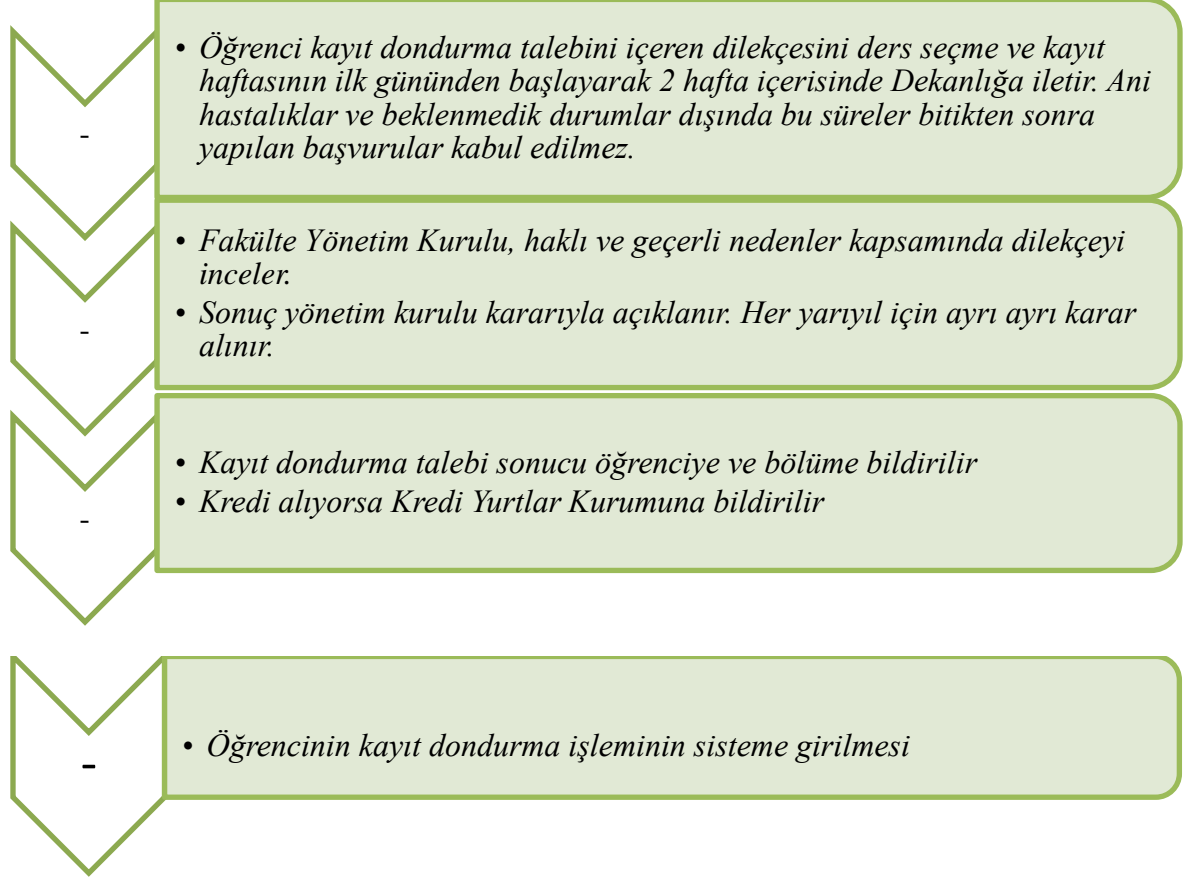 -
• Öğrenci kayıt dondurma talebini içeren dilekçesini ders seçme ve kayıt
haftasının ilk gününden başlayarak 2 hafta içerisinde Dekanlığa iletir. Ani
hastalıklar ve beklenmedik durumlar dışında bu süreler bitikten sonra
yapılan başvurular kabul edilmez.
-
• Fakülte Yönetim Kurulu, haklı ve geçerli nedenler kapsamında dilekçeyi
inceler.
• Sonuç yönetim kurulu kararıyla açıklanır. Her yarıyıl için ayrı ayrı karar
alınır.
-
• Kayıt dondurma talebi sonucu öğrenciye ve bölüme bildirilir
• Kredi alıyorsa Kredi Yurtlar Kurumuna bildirilir
-
• Öğrencinin kayıt dondurma işleminin sisteme girilmesi